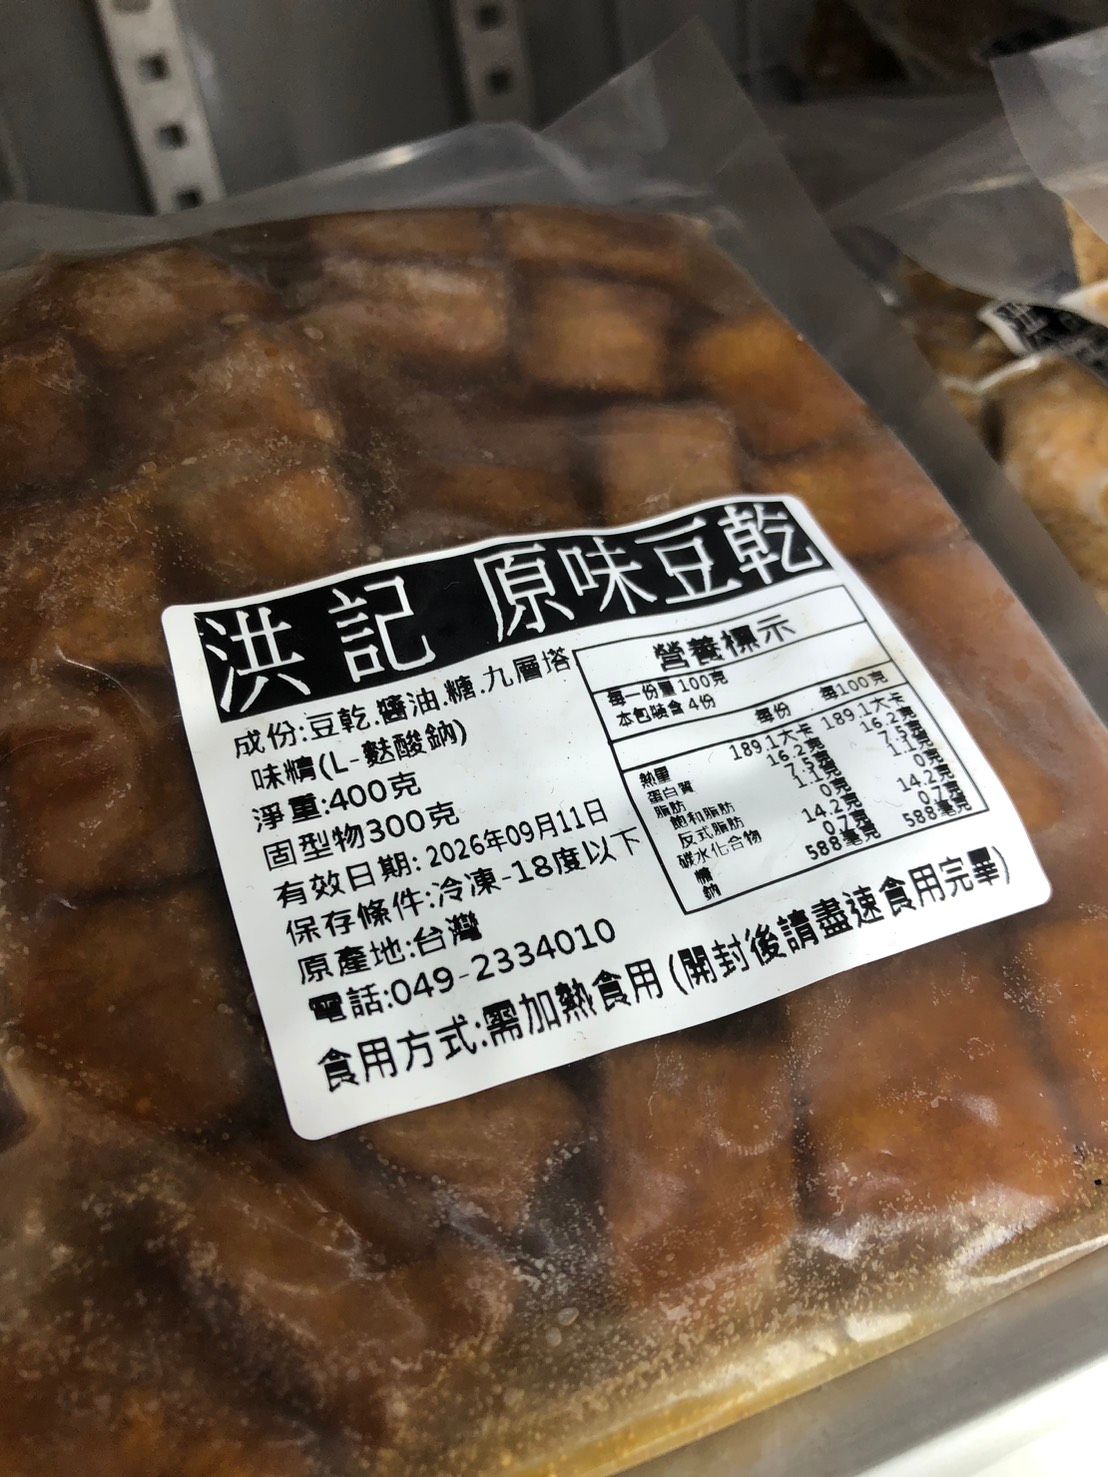 洪記 原味豆乾
成份:豆乾.醬油.糖.九層塔
味精(L-麩酸鈉)
淨重:400克
固型物300克
有效日期: 2026年09月11日
保存條件:冷凍-18度以下
原產地:台灣
電話:049-2334010
食用方式:需加熱食用(開封後請盡速食用完畢)
營養標示
每一份量100克
本包裝含4份
每份 每100克
熱量 189.1大卡 189.1大卡
蛋白質 16.2克 16.2克
脂肪 7.5克 7.5克
飽和脂肪 1.1克 1.1克
反式脂肪 0克 0克
碳水化合物 14.2克 14.2克
糖 0.7克 0.7克
鈉 588毫克 588毫克